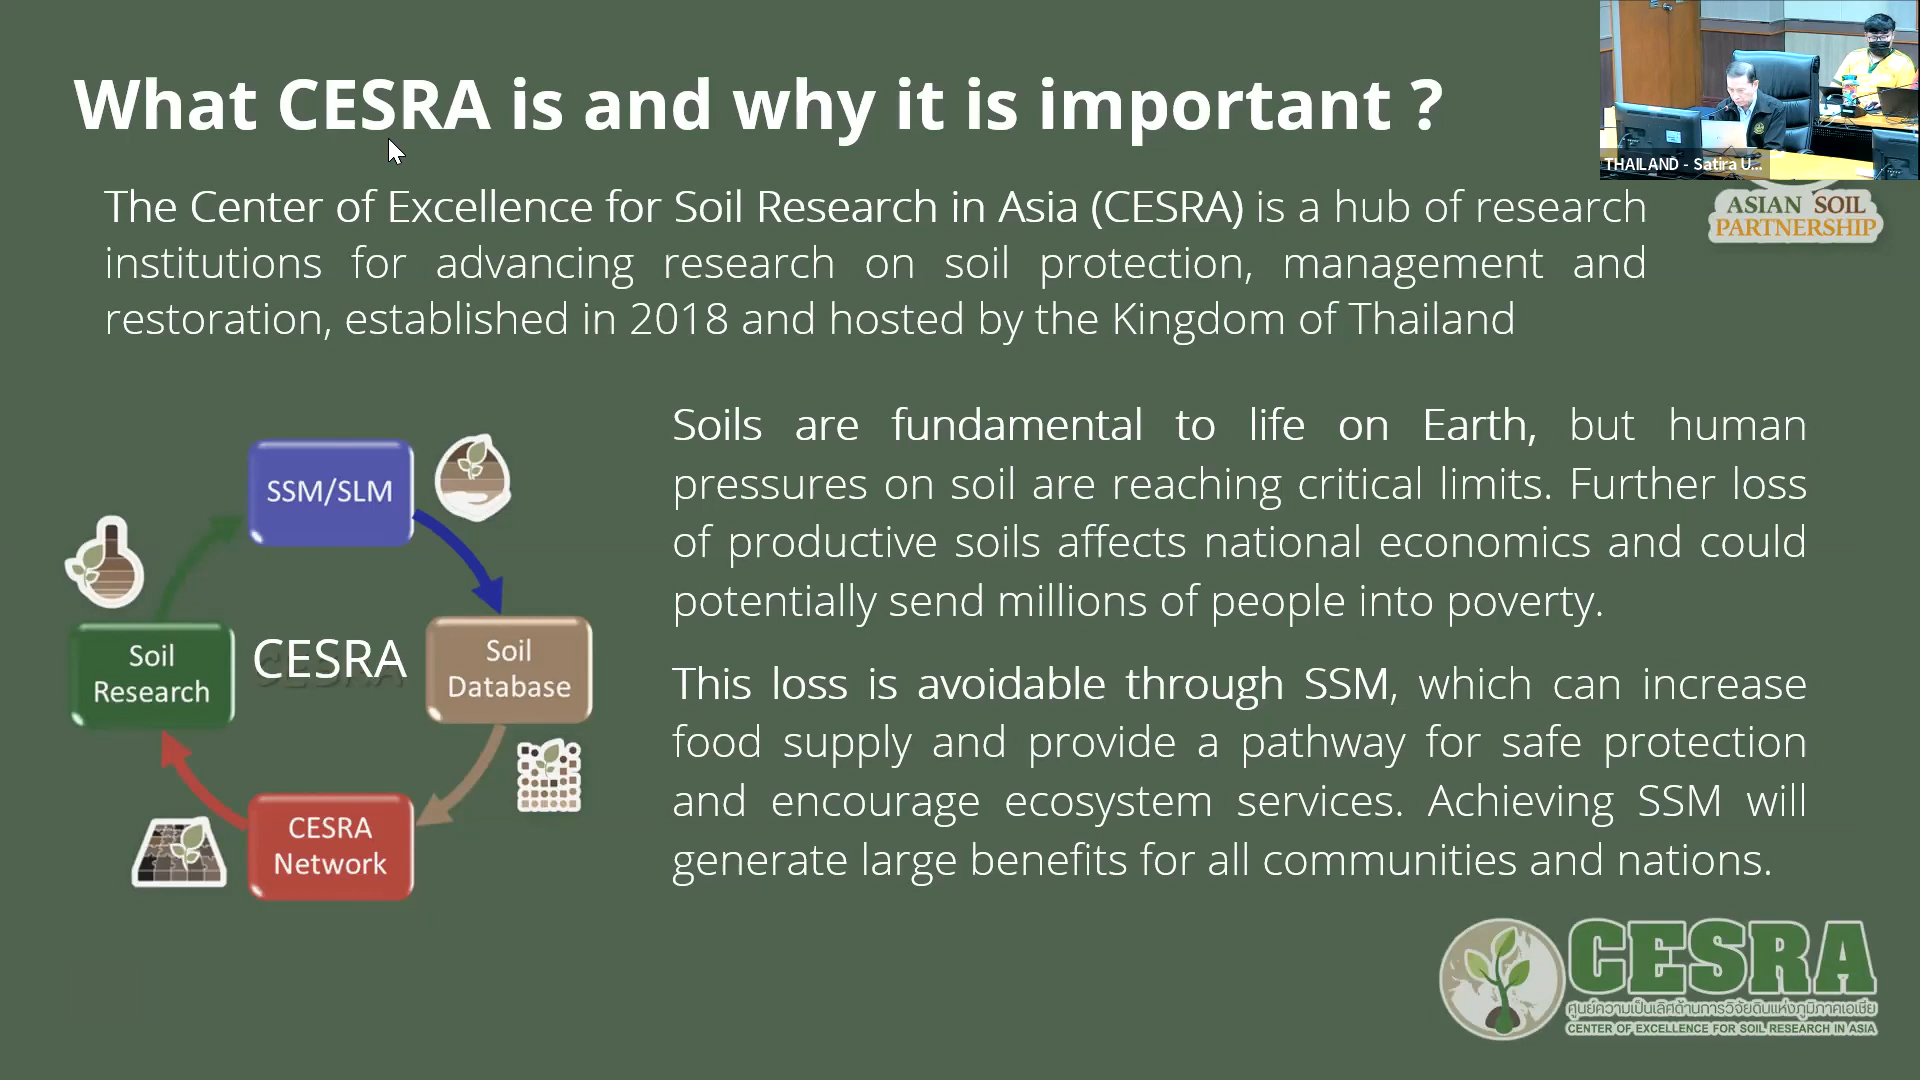 What CESRA is and why it is important ?
THAILAND - Satira U...
ASIAN SOIL
PARTNERSHIP
The Center of Excellence for Soil Research in Asia (CESRA) is a hub of research
institutions for advancing research on soil protection, management and
restoration, established in 2018 and hosted by the Kingdom of Thailand
SSM/SLM
Soil
Research
CESRA
Soil
Database
CESRA
Network
Soils are fundamental to life on Earth, but human
pressures on soil are reaching critical limits. Further loss
of productive soils affects national economics and could
potentially send millions of people into poverty.
This loss is avoidable through SSM, which can increase
food supply and provide a pathway for safe protection
and encourage ecosystem services. Achieving SSM will
generate large benefits for all communities and nations.
CESRA
ศูนย์ความเป็นเลิศด้านการวิจัยดินแห่งภูมิภาคเอเชีย
CENTER OF EXCELLENCE FOR SOIL RESEARCH IN ASIA